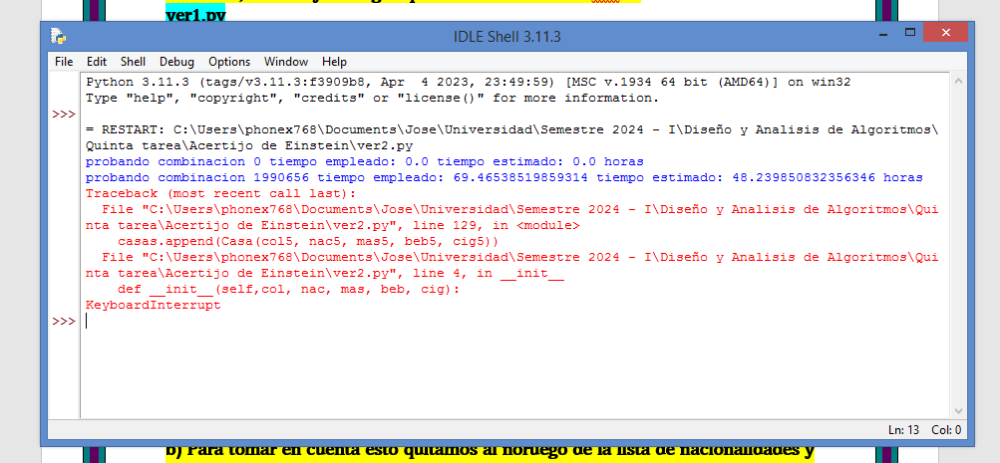 ver1.py
IDLE Shell 3.11.3
File Edit Shell Debug Options Window Help
Python 3.11.3 (tags/v3.11.3:f3909b8, Apr  4 2023, 23:49:59) [MSC v.1934 64 bit (AMD64)] on win32
Type "help", "copyright", "credits" or "license()" for more information.
>>>
= RESTART: C:\Users\phonex768\Documents\Jose\Universidad\Semestre 2024 - I\Diseño y Analisis de Algoritmos\
Quinta tarea\Acertijo de Einstein\ver2.py
probando combinacion 0 tiempo empleado: 0.0 tiempo estimado: 0.0 horas
probando combinacion 1990656 tiempo empleado: 69.46538519859314 tiempo estimado: 48.239850832356346 horas
Traceback (most recent call last):
  File "C:\Users\phonex768\Documents\Jose\Universidad\Semestre 2024 - I\Diseño y Analisis de Algoritmos\Qui
nta tarea\Acertijo de Einstein\ver2.py", line 129, in <module>
    casas.append(Casa(col5, nac5, mas5, beb5, cig5))
  File "C:\Users\phonex768\Documents\Jose\Universidad\Semestre 2024 - I\Diseño y Analisis de Algoritmos\Qui
nta tarea\Acertijo de Einstein\ver2.py", line 4, in __init__
    def __init__(self,col, nac, mas, beb, cig):
KeyboardInterrupt
>>>
Ln: 13 Col: 0
b) Para tomar en cuenta esto quitamos al noruego de la lista de nacionalidades y